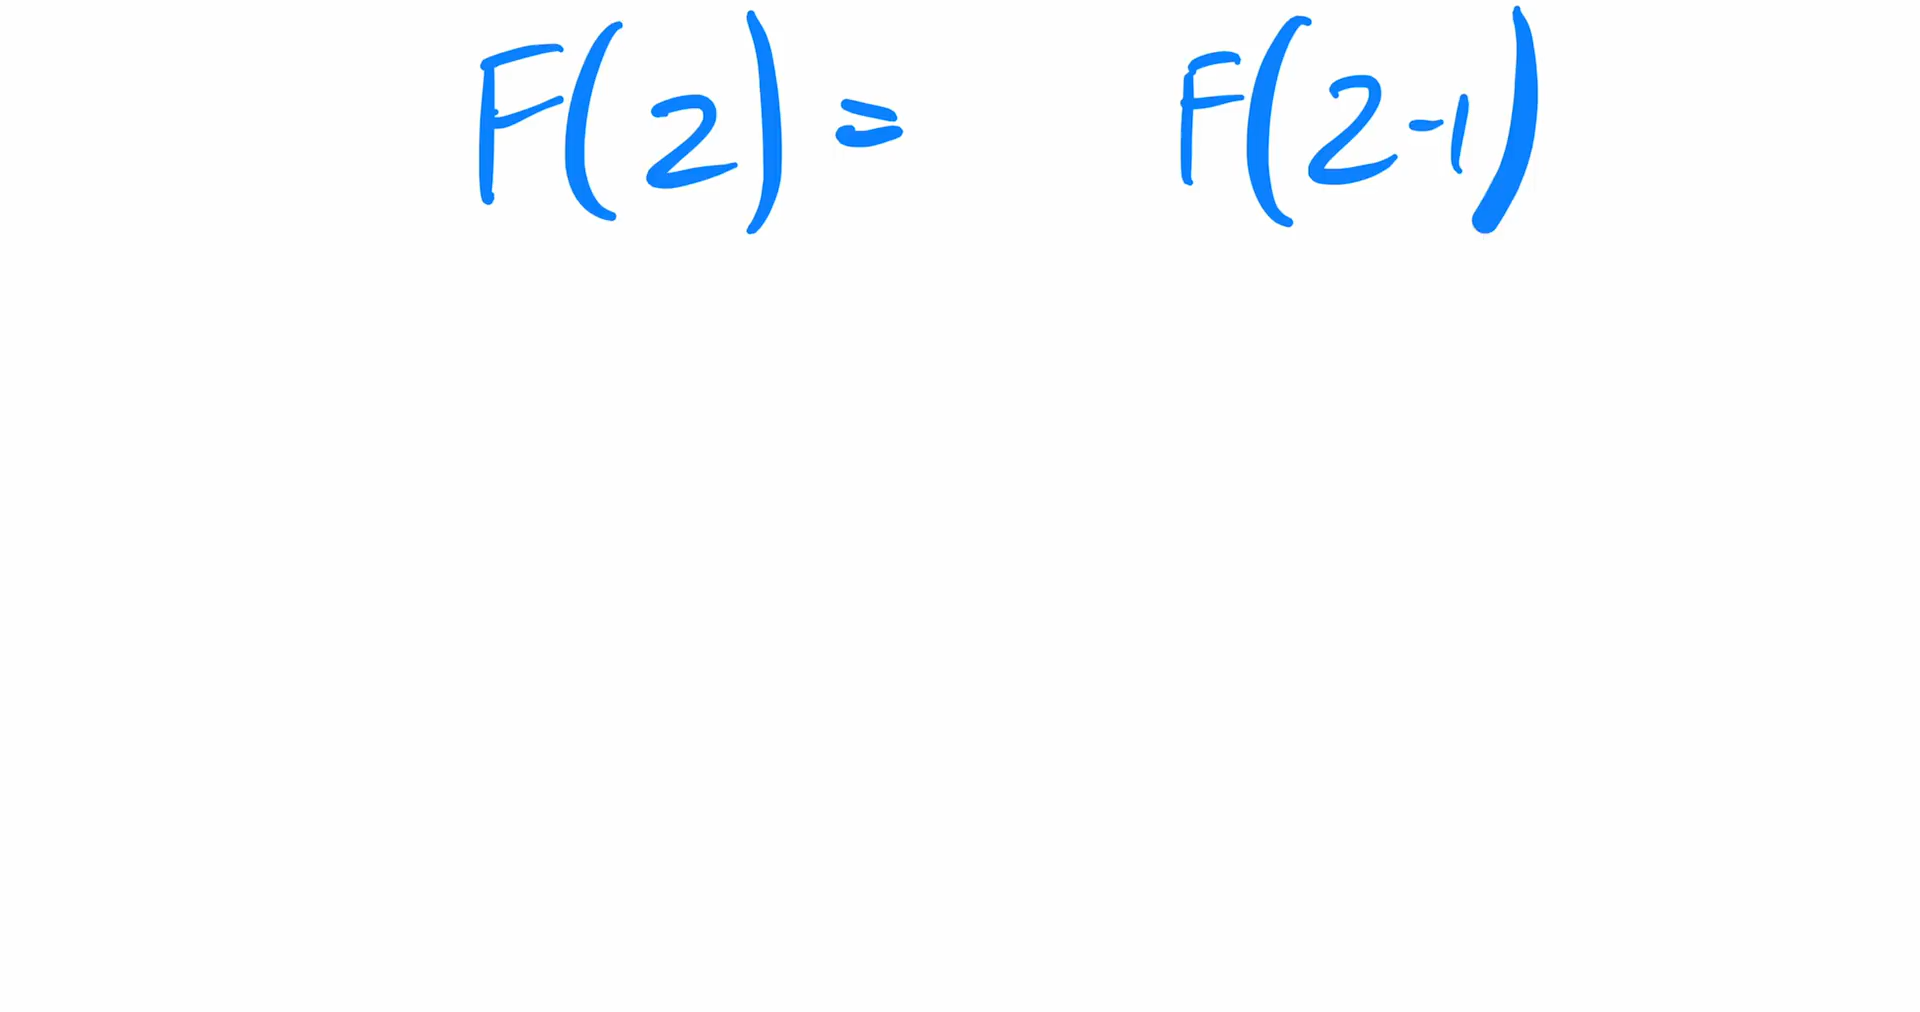 F(2) = F(2-1)